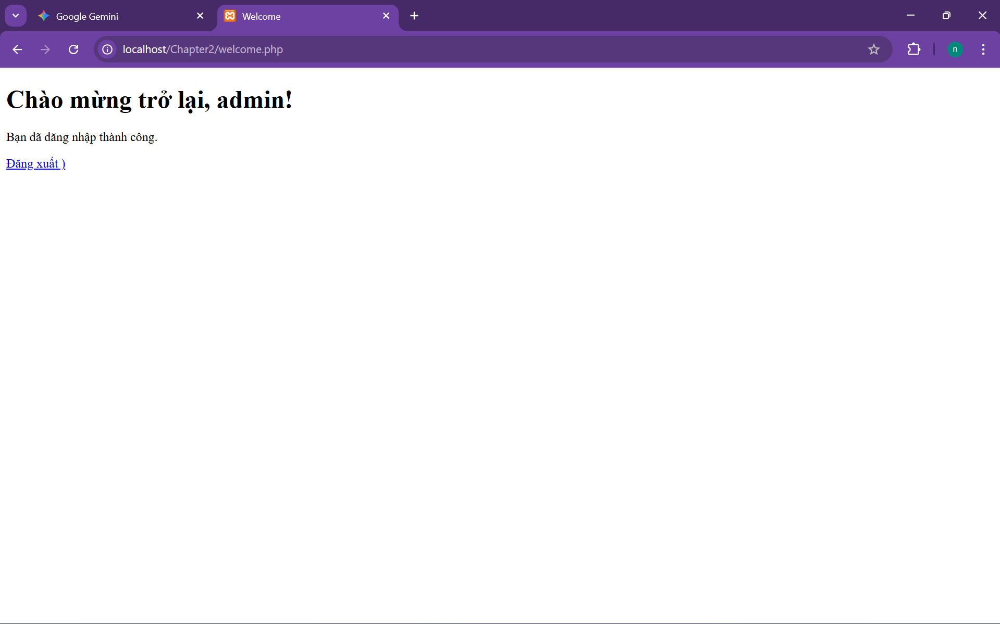 Google Gemini
Welcome
localhost/Chapter2/welcome.php
n
Chào mừng trở lại, admin!
Bạn đã đăng nhập thành công.
Đăng xuất )